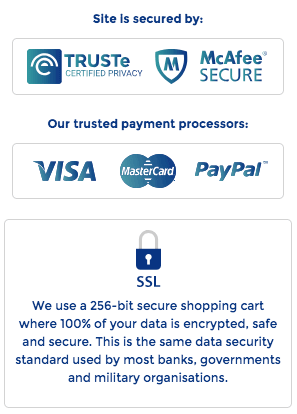 Site is secured by:
TRUSTe
CERTIFIED PRIVACY
McAfee®
SECURE
Our trusted payment processors:
VISA
MasterCard
PayPal™
SSL
We use a 256-bit secure shopping cart
where 100% of your data is encrypted, safe
and secure. This is the same data security
standard used by most banks, governments
and military organisations.